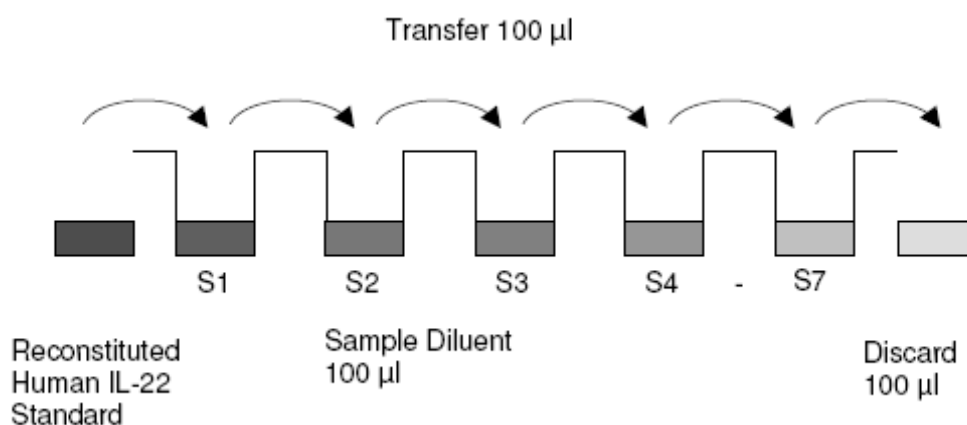 Transfer 100 µl
S1 S2 S3 S4 - S7
Reconstituted
Human IL-22
Standard
Sample Diluent
100 µl
Discard
100 µl